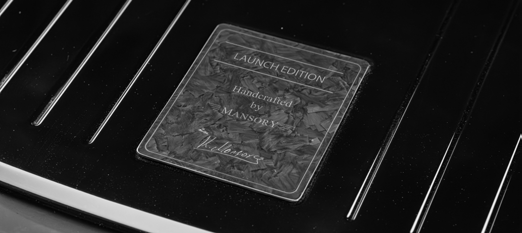 LAUNCH EDITION
Handcrafted
by
MANSORY